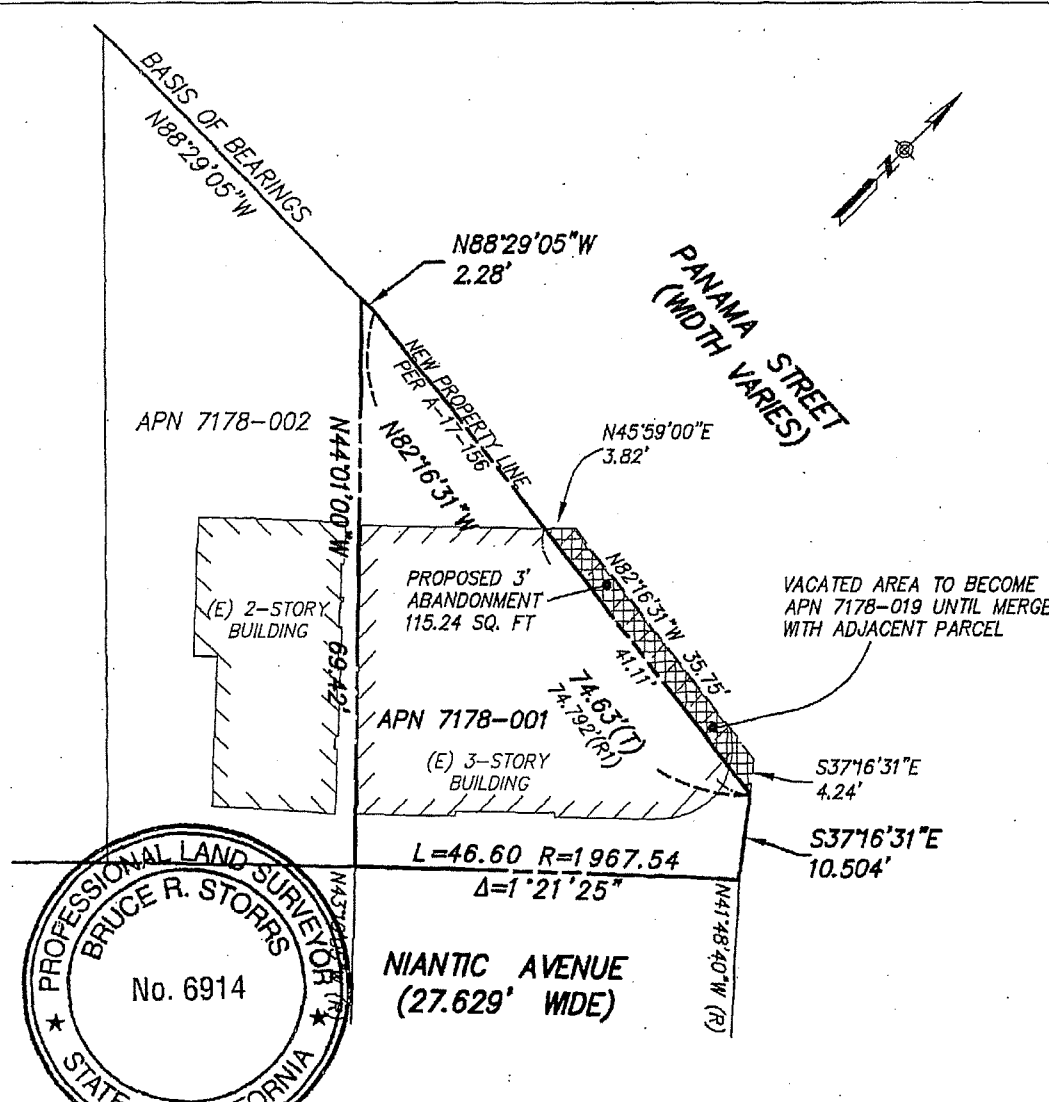 BASIS OF BEARINGS
N88°29'05"W
N88°29'05"W
2.28'
N
PANAMA STREET
(WIDTH VARIES)
NEW PROPERTY LINE
PER A-17-156
APN 7178-002
N44°01'00"W 69.42'
N82°16'31"W
N45°59'00"E
3.82'
(E) 2-STORY
BUILDING
PROPOSED 3'
ABANDONMENT
115.24 SQ. FT
N82°16'31"W 35.75'
41.11'
VACATED AREA TO BECOME
APN 7178-019 UNTIL MERGE
WITH ADJACENT PARCEL
74.63'(T)
74.792'(R1)
APN 7178-001
(E) 3-STORY
BUILDING
S37°16'31"E
4.24'
S37°16'31"E
10.504'
L=46.60 R=1967.54
Δ=1°21'25"
(R)
N41°48'40"W (R)
NIANTIC AVENUE
(27.629' WIDE)
PROFESSIONAL LAND SURVEYOR
BRUCE R. STORRS
No. 6914
STATE